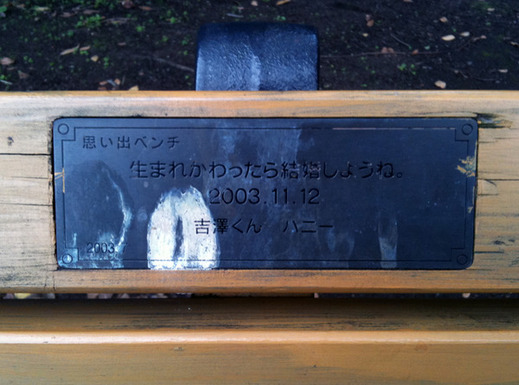 思い出ベンチ
生まれかわったら結婚しようね。
2003.11.12
吉澤くん ハニー
2003